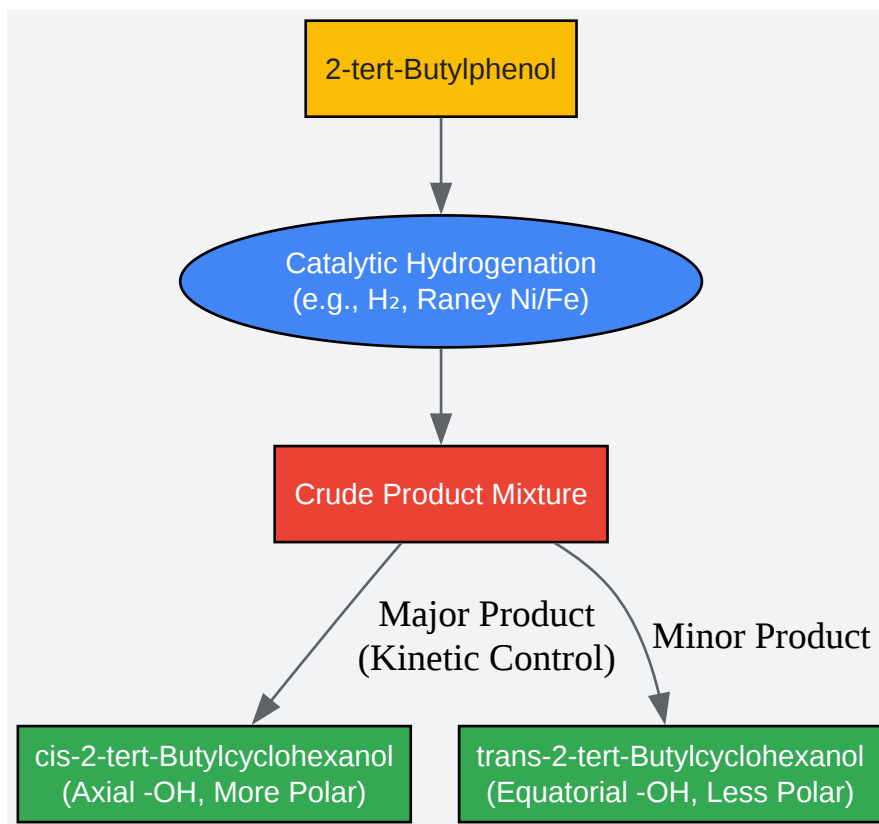 2-tert-Butylphenol
Catalytic Hydrogenation
(e.g., H₂, Raney Ni/Fe)
Crude Product Mixture
Major Product
(Kinetic Control)
Minor Product
cis-2-tert-Butylcyclohexanol
(Axial -OH, More Polar)
trans-2-tert-Butylcyclohexanol
(Equatorial -OH, Less Polar)